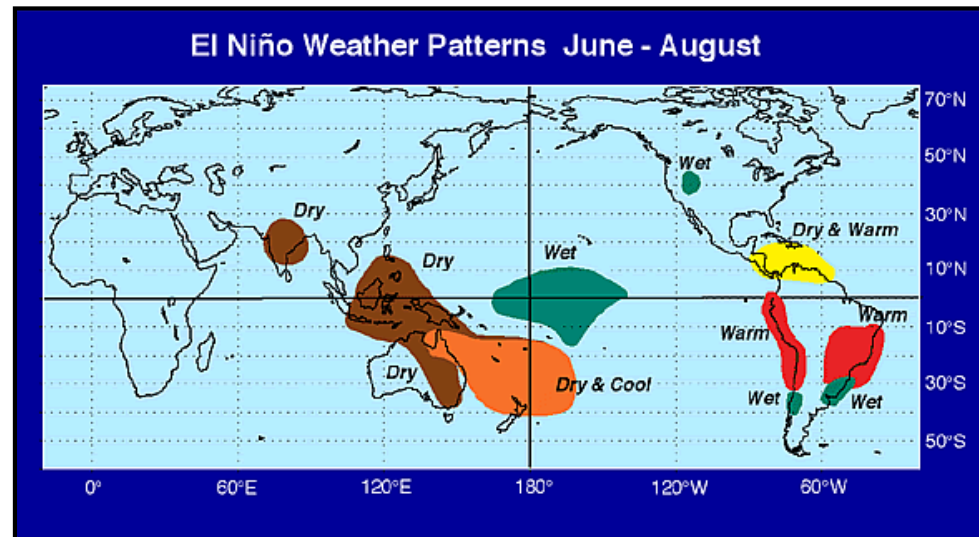 El Niño Weather Patterns June - August
70°N
50°N
Wet
30°N
Dry
Dry & Warm
Dry
Wet
10°N
Warm
10°S
Warm
Dry
Dry & Cool
30°S
Wet
Wet
50°S
0° 60°E 120°E 180° 120°W 60°W